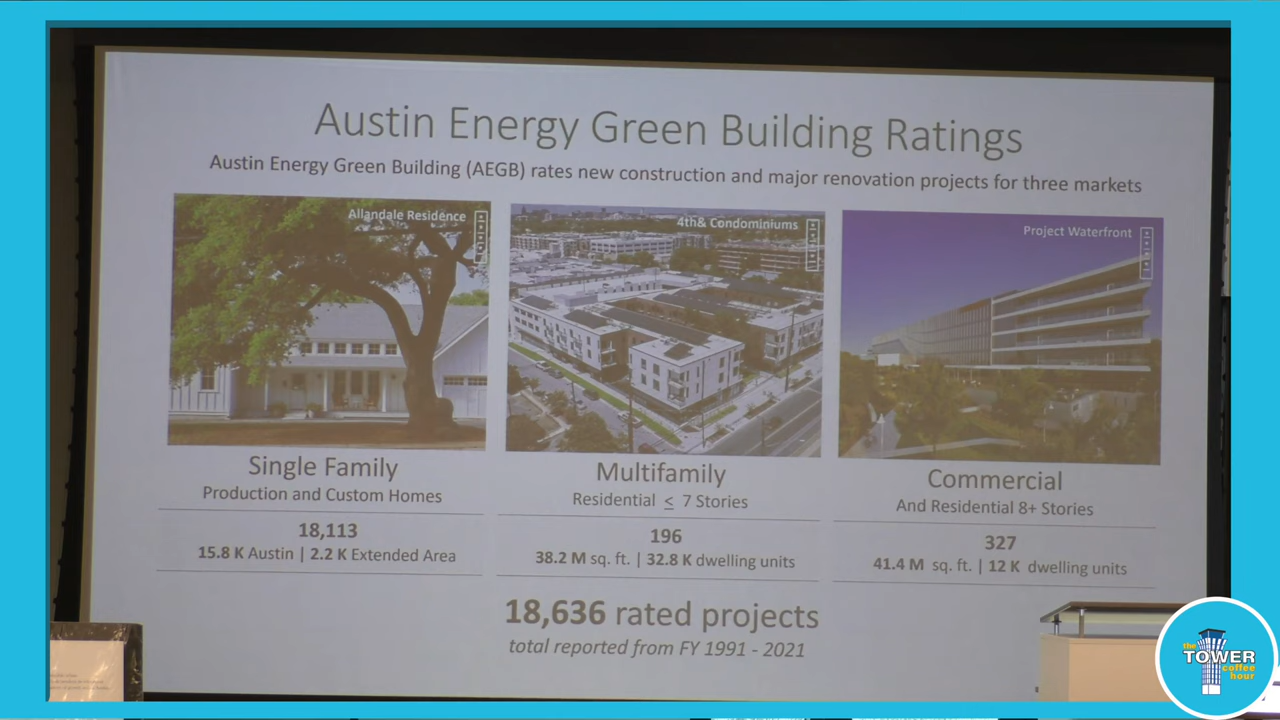 Austin Energy Green Building Ratings
Austin Energy Green Building (AEGB) rates new construction and major renovation projects for three markets
Allandale Residence
4th& Condominiums
Project Waterfront
Single Family
Production and Custom Homes
18,113
15.8 K Austin | 2.2 K Extended Area
Multifamily
Residential ≤ 7 Stories
196
38.2 M sq. ft. | 32.8 K dwelling units
Commercial
And Residential 8+ Stories
327
41.4 M sq. ft. | 12 K dwelling units
18,636 rated projects
total reported from FY 1991 - 2021
the
TOWER
coffee
hour